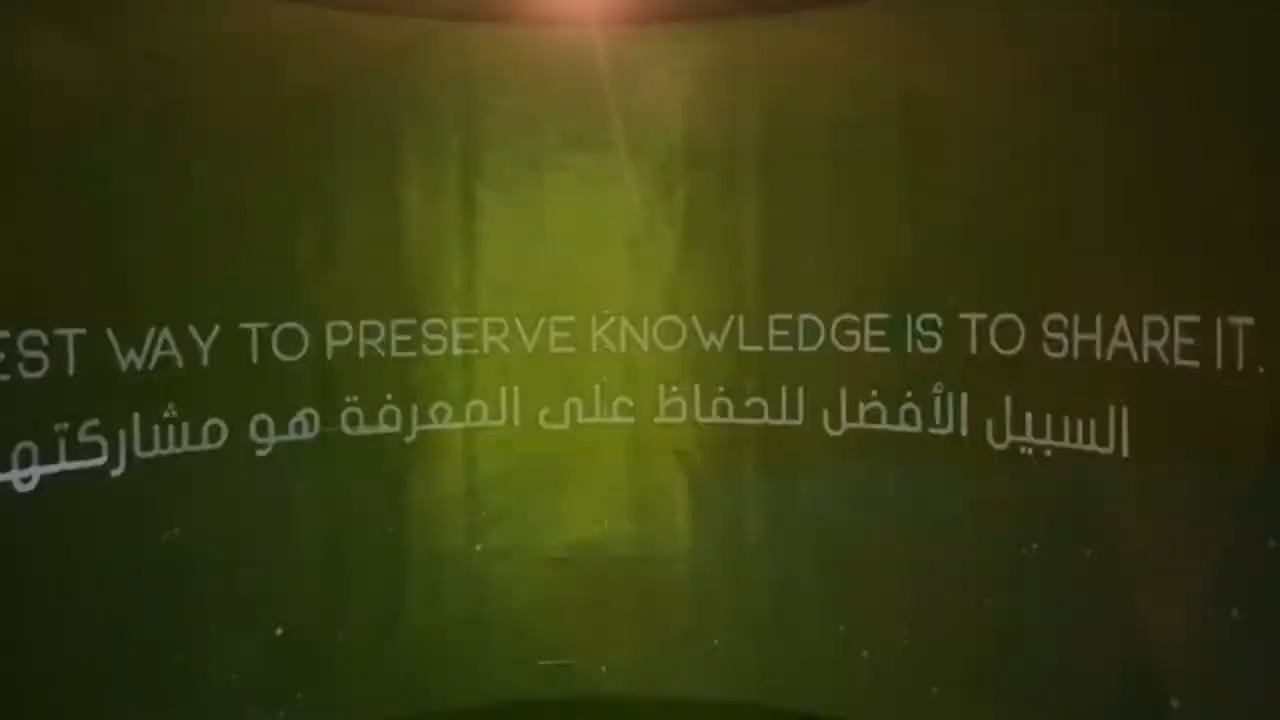 EST WAY TO PRESERVE KNOWLEDGE IS TO SHARE IT.
السبيل الأفضل للحفاظ على المعرفة هو مشاركته